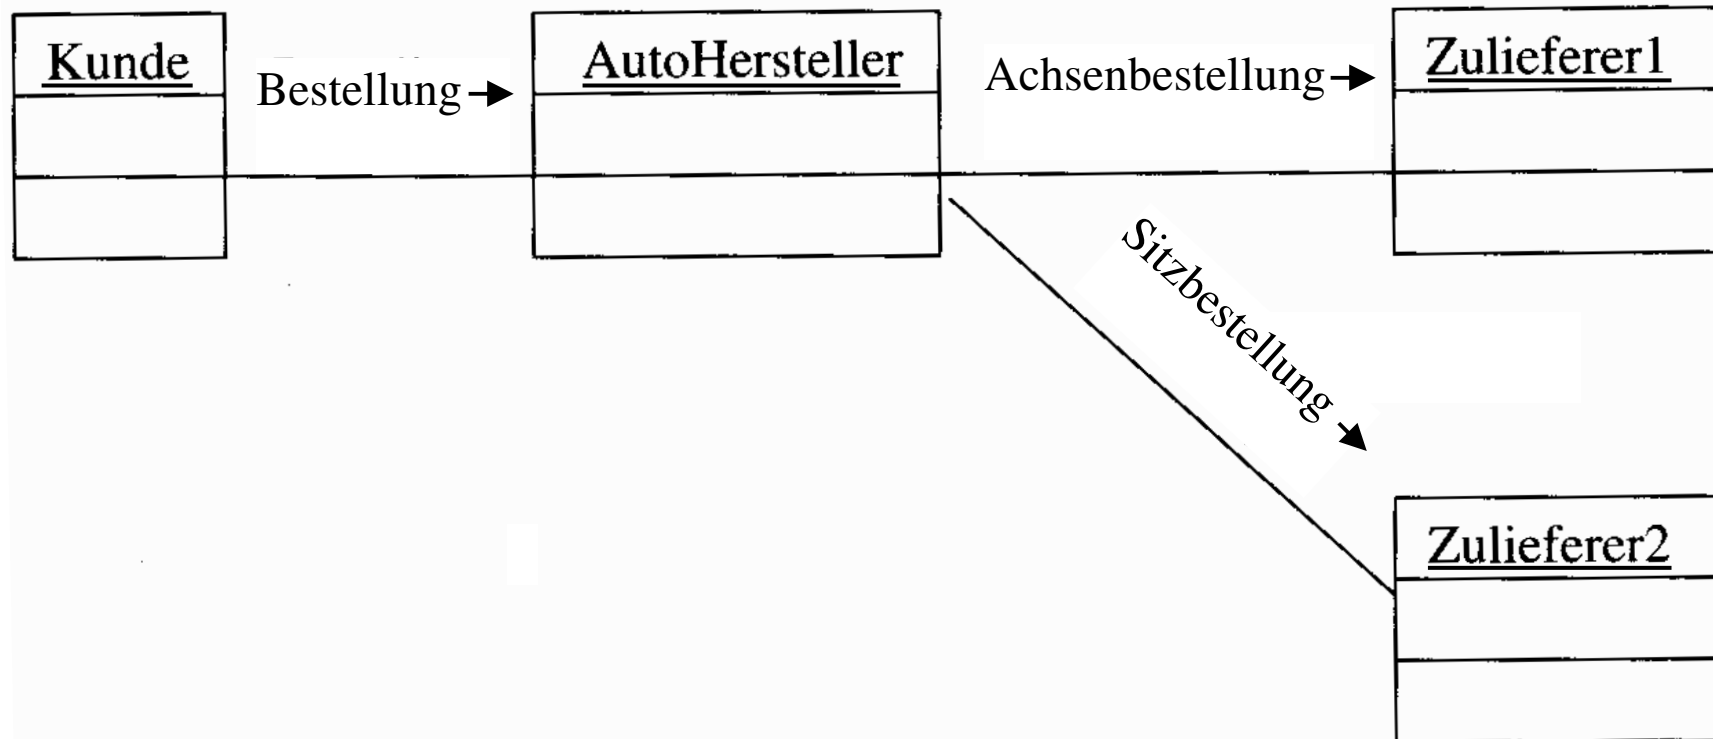 Kunde
Bestellung
AutoHersteller
Achsenbestellung
Zulieferer1
Sitzbestellung
Zulieferer2